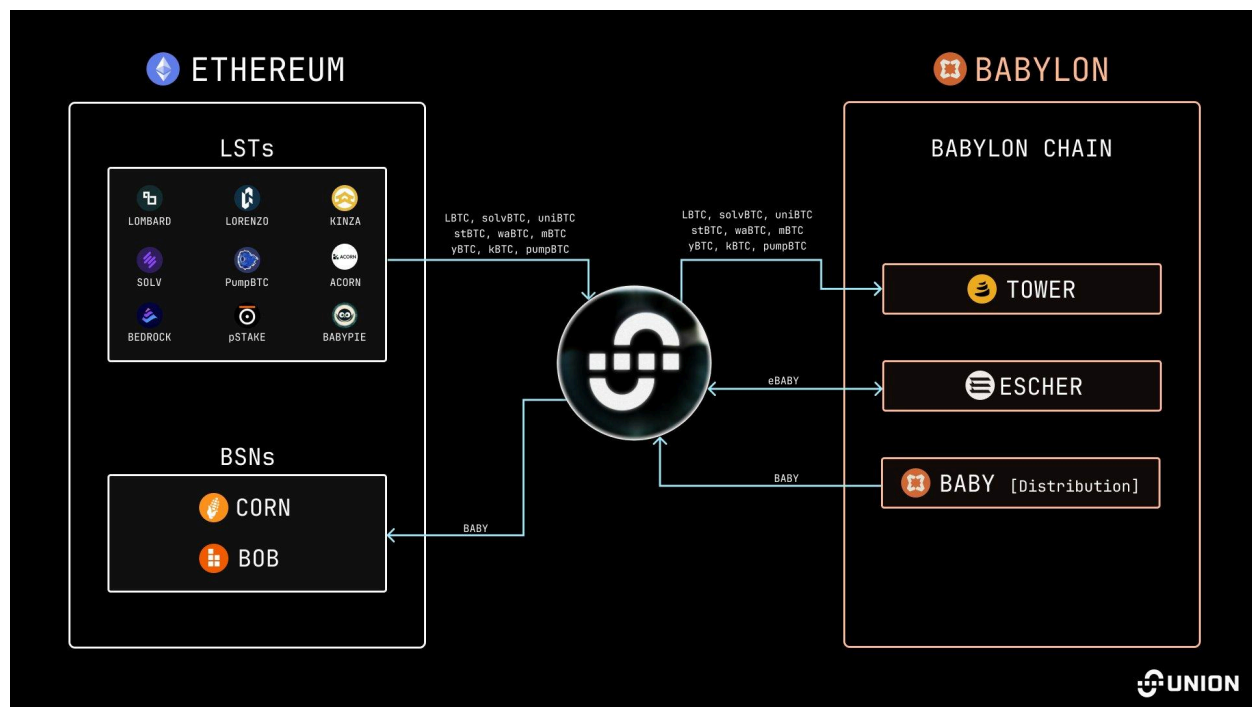 ETHEREUM
LSTs
LOMBARD
LORENZO
KINZA
SOLV
PumpBTC
ACORN
ACORN
BEDROCK
pSTAKE
BABYPIE
BSNs
CORN
BOB
LBTC, solvBTC, uniBTC
stBTC, waBTC, mBTC
yBTC, kBTC, pumpBTC
LBTC, solvBTC, uniBTC
stBTC, waBTC, mBTC
yBTC, kBTC, pumpBTC
eBABY
BABY
BABY
BABYLON
BABYLON CHAIN
TOWER
ESCHER
BABY [Distribution]
UNION